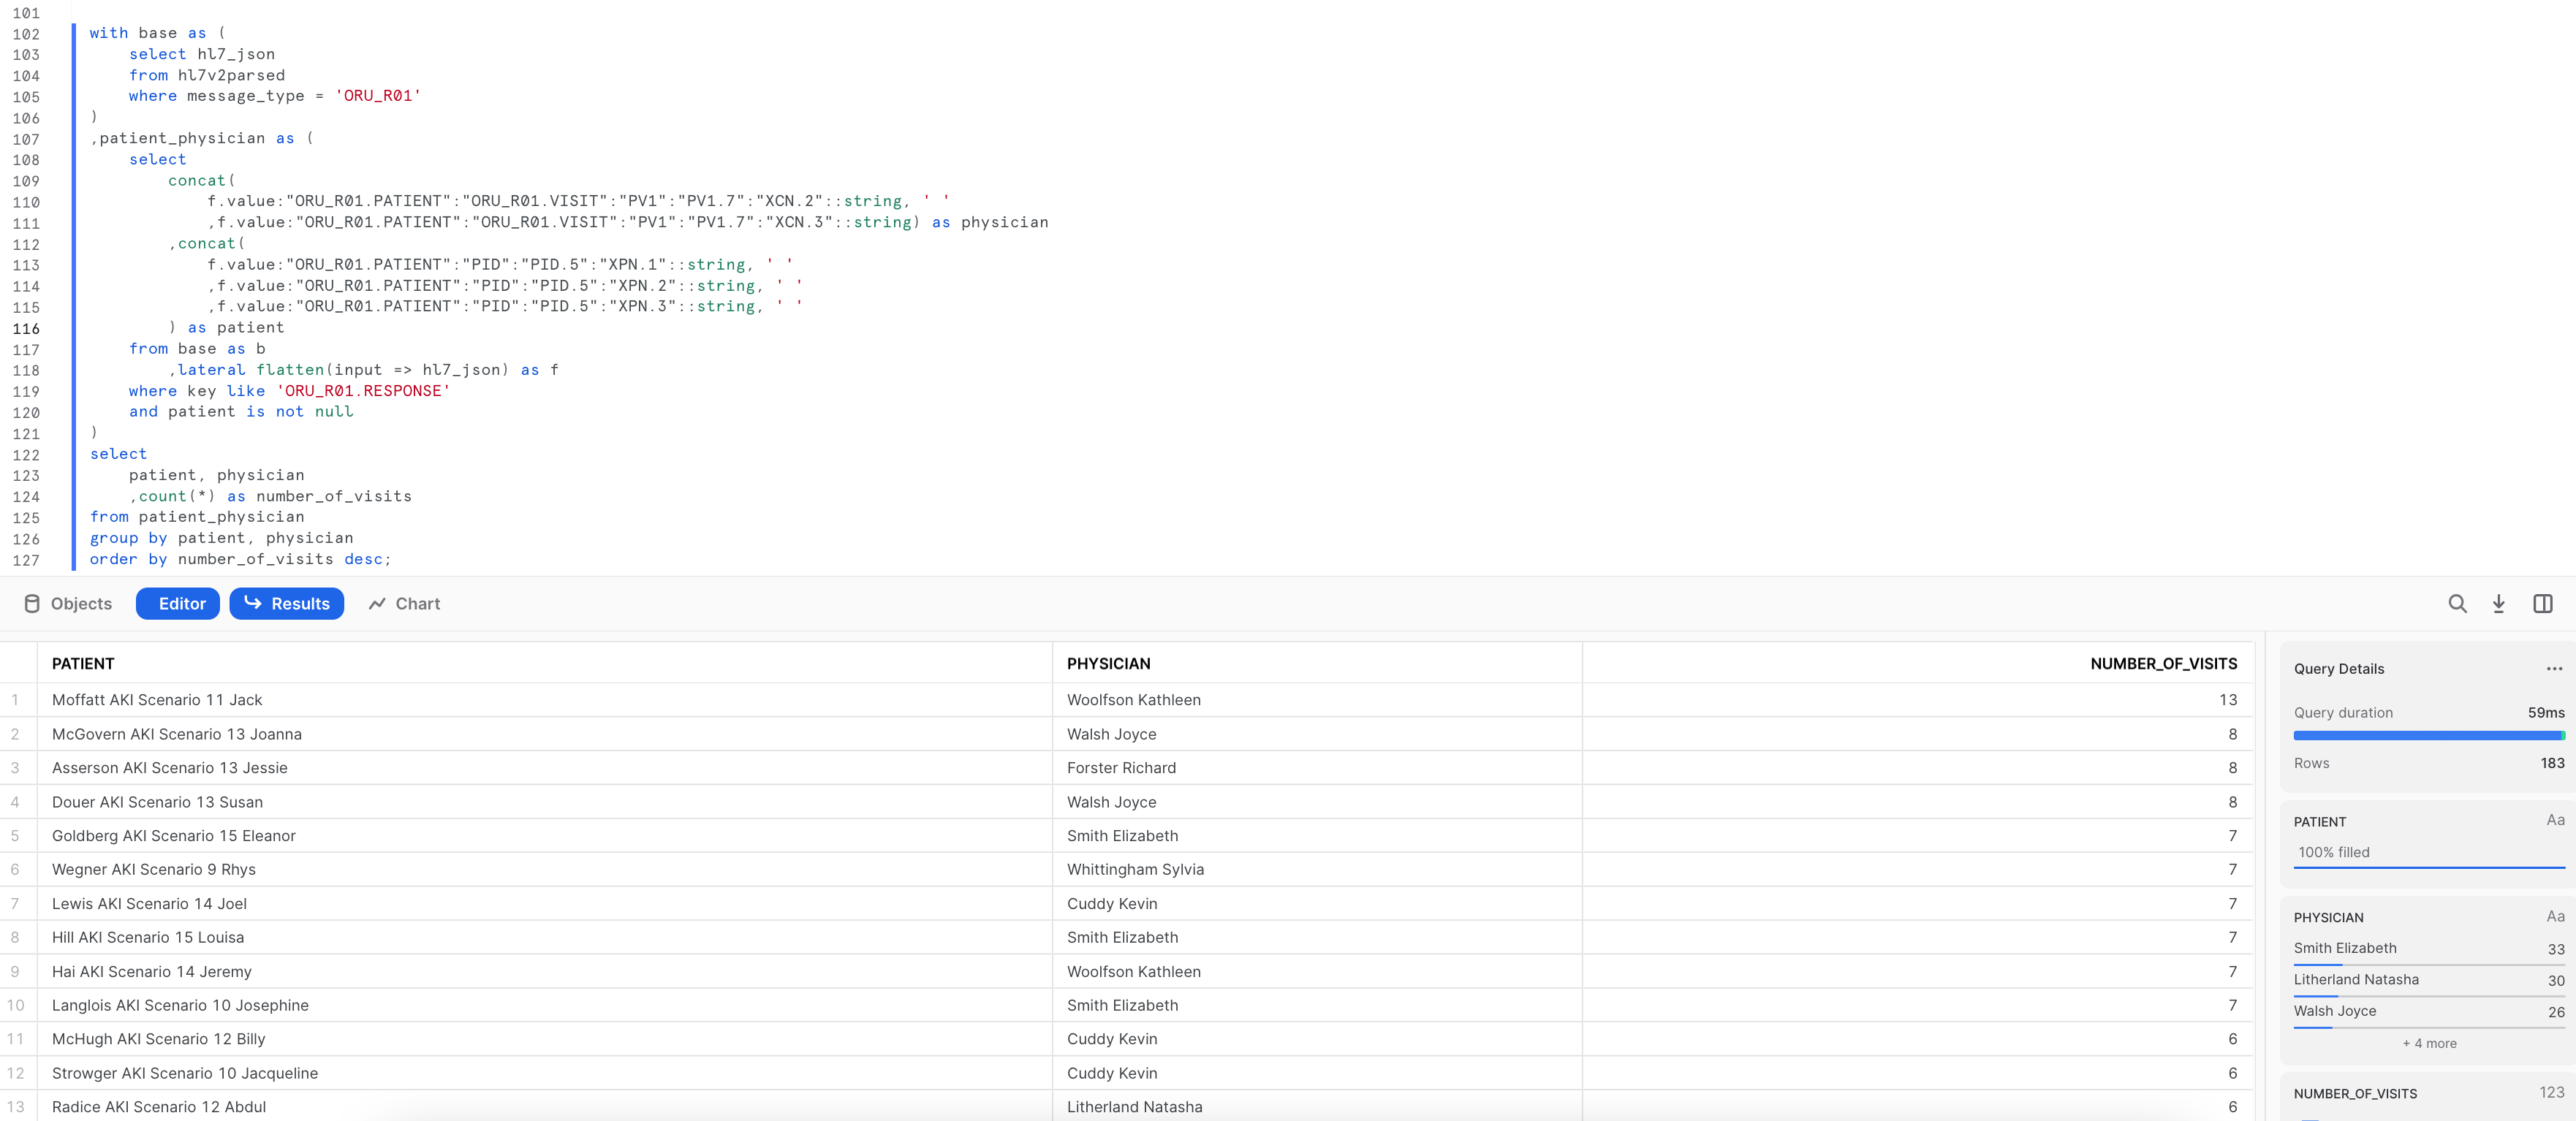 101
102 with base as (
103 select hl7_json
104 from hl7v2parsed
105 where message_type = 'ORU_R01'
106 )
107 ,patient_physician as (
108 select
109 concat(
110 f.value:"ORU_R01.PATIENT":"ORU_R01.VISIT":"PV1":"PV1.7":"XCN.2"::string, ' '
111 ,f.value:"ORU_R01.PATIENT":"ORU_R01.VISIT":"PV1":"PV1.7":"XCN.3"::string) as physician
112 ,concat(
113 f.value:"ORU_R01.PATIENT":"PID":"PID.5":"XPN.1"::string, ' '
114 ,f.value:"ORU_R01.PATIENT":"PID":"PID.5":"XPN.2"::string, ' '
115 ,f.value:"ORU_R01.PATIENT":"PID":"PID.5":"XPN.3"::string, ' '
116 ) as patient
117 from base as b
118 ,lateral flatten(input => hl7_json) as f
119 where key like 'ORU_R01.RESPONSE'
120 and patient is not null
121 )
122 select
123 patient, physician
124 ,count(*) as number_of_visits
125 from patient_physician
126 group by patient, physician
127 order by number_of_visits desc;
Objects Editor Results Chart
PATIENT PHYSICIAN NUMBER_OF_VISITS
1 Moffatt AKI Scenario 11 Jack Woolfson Kathleen 13
2 McGovern AKI Scenario 13 Joanna Walsh Joyce 8
3 Asserson AKI Scenario 13 Jessie Forster Richard 8
4 Douer AKI Scenario 13 Susan Walsh Joyce 8
5 Goldberg AKI Scenario 15 Eleanor Smith Elizabeth 7
6 Wegner AKI Scenario 9 Rhys Whittingham Sylvia 7
7 Lewis AKI Scenario 14 Joel Cuddy Kevin 7
8 Hill AKI Scenario 15 Louisa Smith Elizabeth 7
9 Hai AKI Scenario 14 Jeremy Woolfson Kathleen 7
10 Langlois AKI Scenario 10 Josephine Smith Elizabeth 7
11 McHugh AKI Scenario 12 Billy Cuddy Kevin 6
12 Strowger AKI Scenario 10 Jacqueline Cuddy Kevin 6
13 Radice AKI Scenario 12 Abdul Litherland Natasha 6
Query Details ...
Query duration 59ms
Rows 183
PATIENT Aa
100% filled
PHYSICIAN Aa
Smith Elizabeth 33
Litherland Natasha 30
Walsh Joyce 26
+ 4 more
NUMBER_OF_VISITS 123